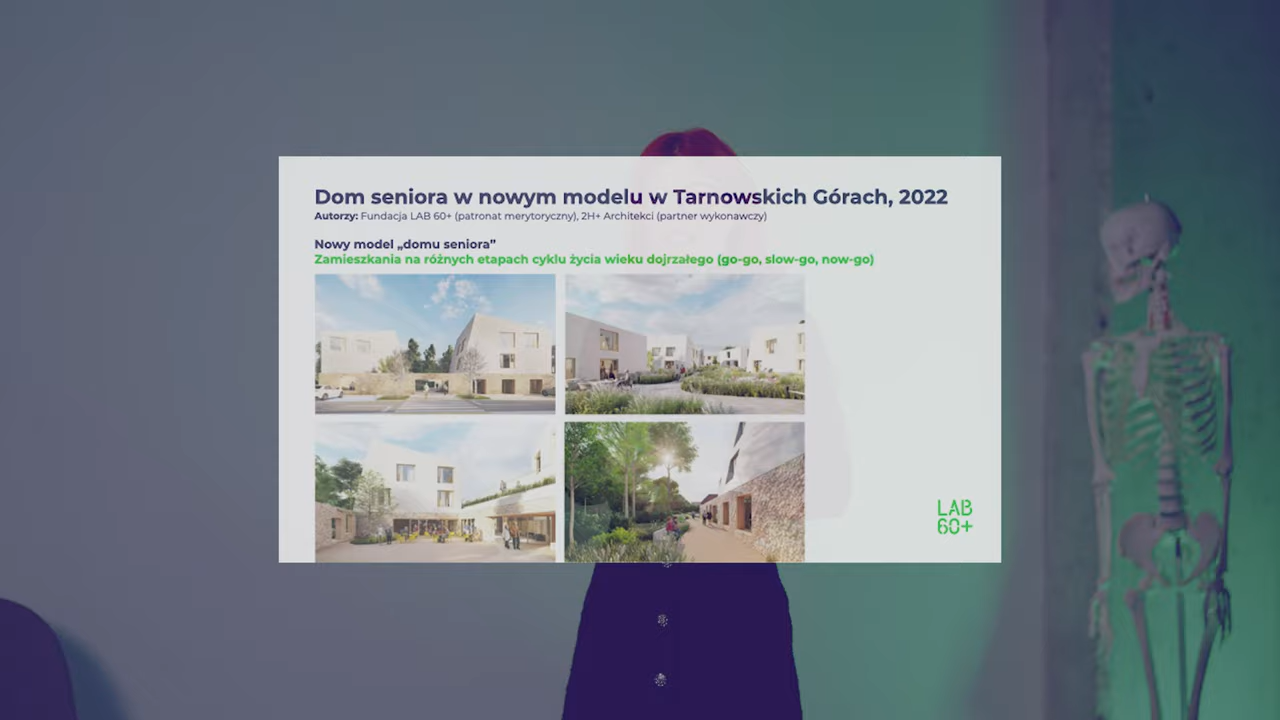 Dom seniora w nowym modelu w Tarnowskich Górach, 2022
Autorzy: Fundacja LAB 60+ (patronat merytoryczny), 2H+ Architekci (partner wykonawczy)
Nowy model „domu seniora”
Zamieszkania na różnych etapach cyklu życia wieku dojrzałego (go-go, slow-go, now-go)
LAB
60+